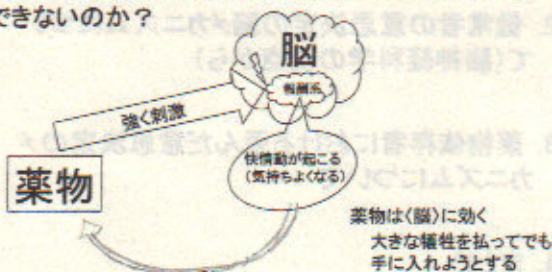 できないのか？
脳
報酬系
強く刺激
薬物
快情動が起こる
（気持ちよくなる）
薬物は〈脳〉に効く
大きな犠牲を払ってでも
手に入れようとする